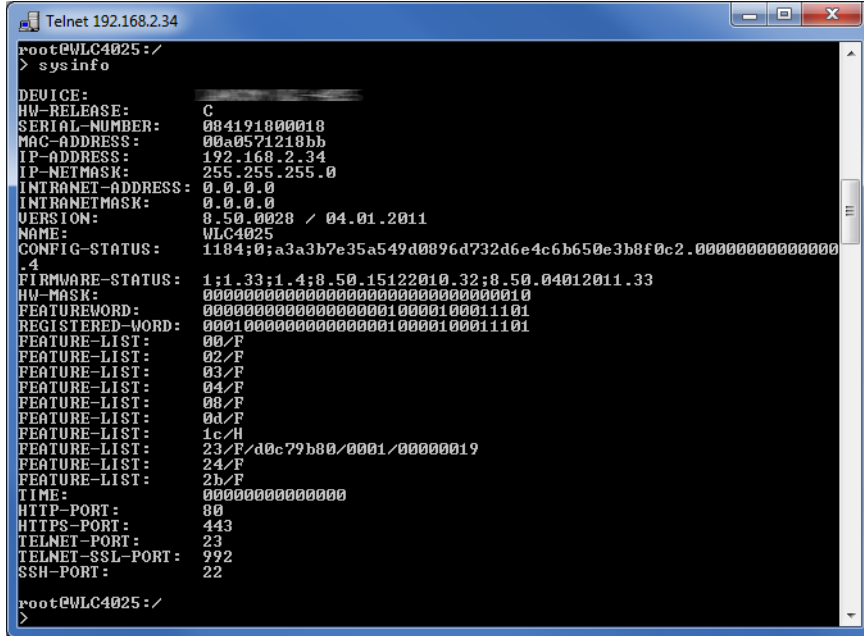 Telnet 192.168.2.34
root@WLC4025:/
> sysinfo
DEVICE:
HW-RELEASE: C
SERIAL-NUMBER: 084191800018
MAC-ADDRESS: 00a0571218bb
IP-ADDRESS: 192.168.2.34
IP-NETMASK: 255.255.255.0
INTRANET-ADDRESS: 0.0.0.0
INTRANETMASK: 0.0.0.0
VERSION: 8.50.0028 / 04.01.2011
NAME: WLC4025
CONFIG-STATUS: 1184;0;a3a3b7e35a549d0896d732d6e4c6b650e3b8f0c2.00000000000000
.4
FIRMWARE-STATUS: 1;1.33;1.4;8.50.15122010.32;8.50.04012011.33
HW-MASK: 00000000000000000000000000000010
FEATUREWORD: 00000000000000000010000100011101
REGISTERED-WORD: 00010000000000000010000100011101
FEATURE-LIST: 00/F
FEATURE-LIST: 02/F
FEATURE-LIST: 03/F
FEATURE-LIST: 04/F
FEATURE-LIST: 08/F
FEATURE-LIST: 0d/F
FEATURE-LIST: 1c/H
FEATURE-LIST: 23/F/d0c79b80/0001/00000019
FEATURE-LIST: 24/F
FEATURE-LIST: 2b/F
TIME: 00000000000000
HTTP-PORT: 80
HTTPS-PORT: 443
TELNET-PORT: 23
TELNET-SSL-PORT: 992
SSH-PORT: 22
root@WLC4025:/
>